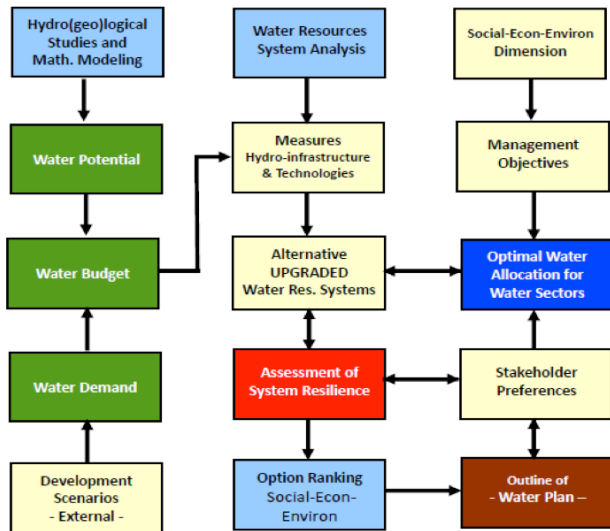 Hydro(geo)logical
Studies and
Math. Modeling
Water Resources
System Analysis
Social-Econ-Environ
Dimension
Water Potential
Measures
Hydro-infrastructure
& Technologies
Management
Objectives
Water Budget
Alternative
UPGRADED
Water Res. Systems
Optimal Water
Allocation for
Water Sectors
Water Demand
Assessment of
System Resilience
Stakeholder
Preferences
Development
Scenarios
- External -
Option Ranking
Social-Econ-
Environ
Outline of
- Water Plan –